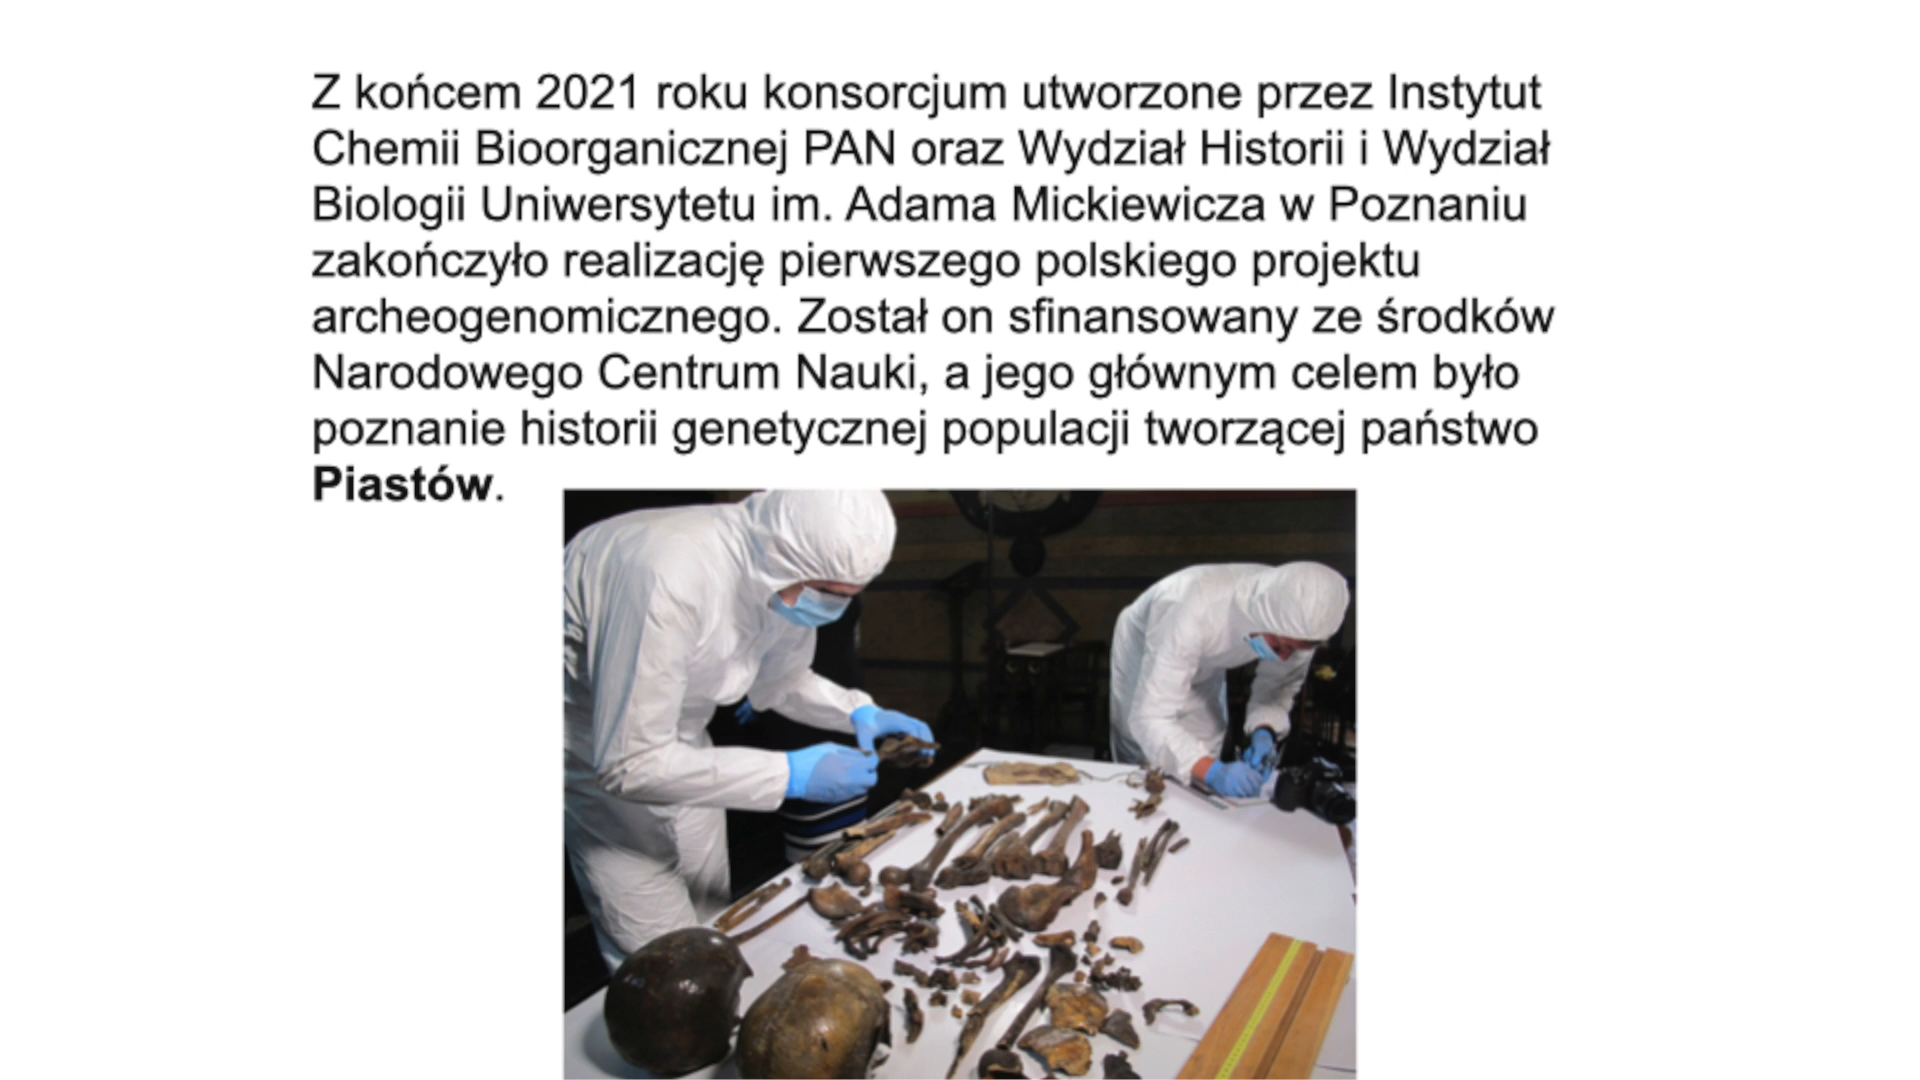 Z końcem 2021 roku konsorcjum utworzone przez Instytut
Chemii Bioorganicznej PAN oraz Wydział Historii i Wydział
Biologii Uniwersytetu im. Adama Mickiewicza w Poznaniu
zakończyło realizację pierwszego polskiego projektu
archeogenomicznego. Został on sfinansowany ze środków
Narodowego Centrum Nauki, a jego głównym celem było
poznanie historii genetycznej populacji tworzącej państwo
Piastów.